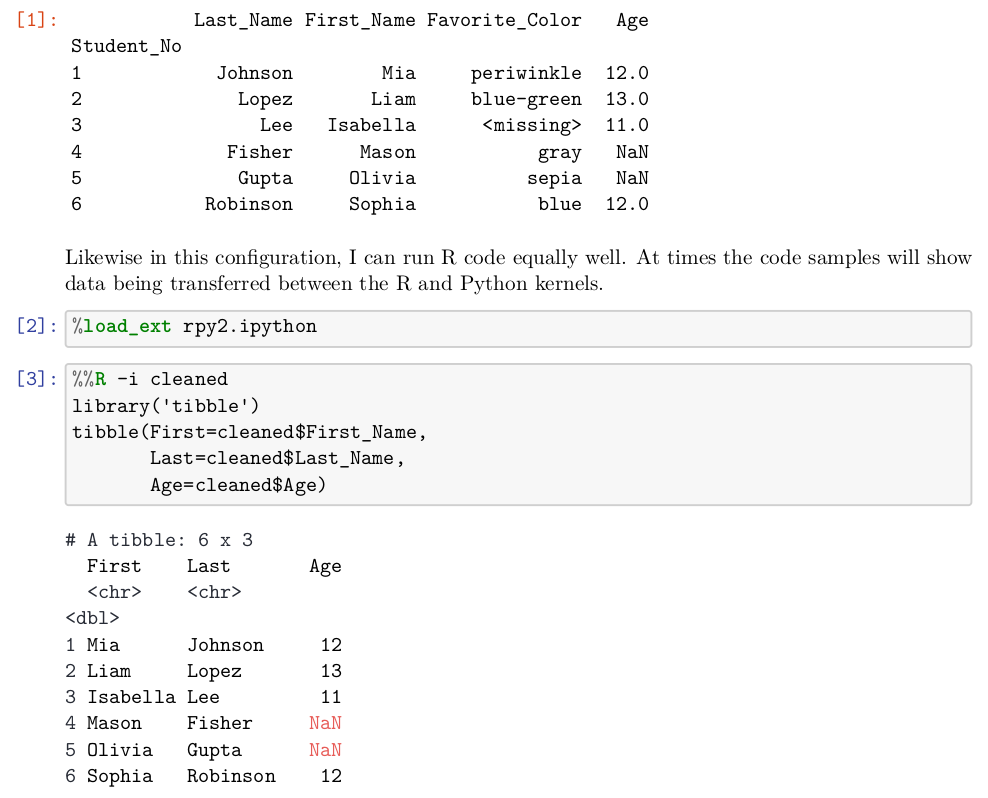 [1]:            Last_Name First_Name Favorite_Color   Age
Student_No
1              Johnson        Mia     periwinkle  12.0
2                Lopez       Liam     blue-green  13.0
3                  Lee   Isabella      <missing>  11.0
4               Fisher      Mason           gray   NaN
5                Gupta     Olivia          sepia   NaN
6             Robinson     Sophia           blue  12.0
Likewise in this configuration, I can run R code equally well. At times the code samples will show
data being transferred between the R and Python kernels.
[2]: %load_ext rpy2.ipython
[3]: %%R -i cleaned
library('tibble')
tibble(First=cleaned$First_Name,
       Last=cleaned$Last_Name,
       Age=cleaned$Age)
# A tibble: 6 x 3
  First    Last       Age
  <chr>    <chr>
<dbl>
1 Mia      Johnson     12
2 Liam     Lopez       13
3 Isabella Lee         11
4 Mason    Fisher     NaN
5 Olivia   Gupta      NaN
6 Sophia   Robinson    12